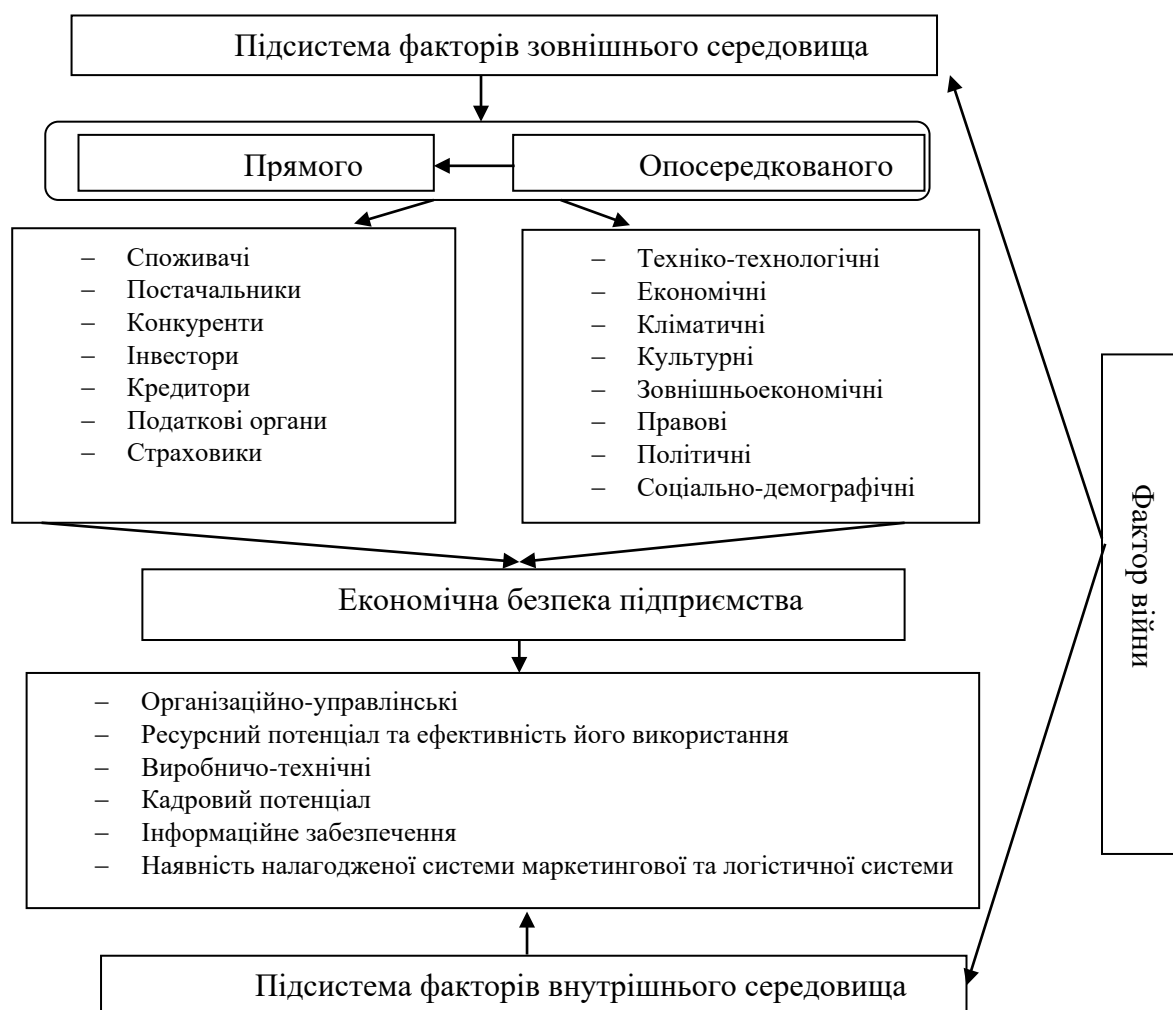 Підсистема факторів зовнішнього середовища
Прямого
Опосередкованого
– Споживачі
– Постачальники
– Конкуренти
– Інвестори
– Кредитори
– Податкові органи
– Страховики
– Техніко-технологічні
– Економічні
– Кліматичні
– Культурні
– Зовнішньоекономічні
– Правові
– Політичні
– Соціально-демографічні
Фактор війни
Економічна безпека підприємства
– Організаційно-управлінські
– Ресурсний потенціал та ефективність його використання
– Виробничо-технічні
– Кадровий потенціал
– Інформаційне забезпечення
– Наявність налагодженої системи маркетингової та логістичної системи
Підсистема факторів внутрішнього середовища